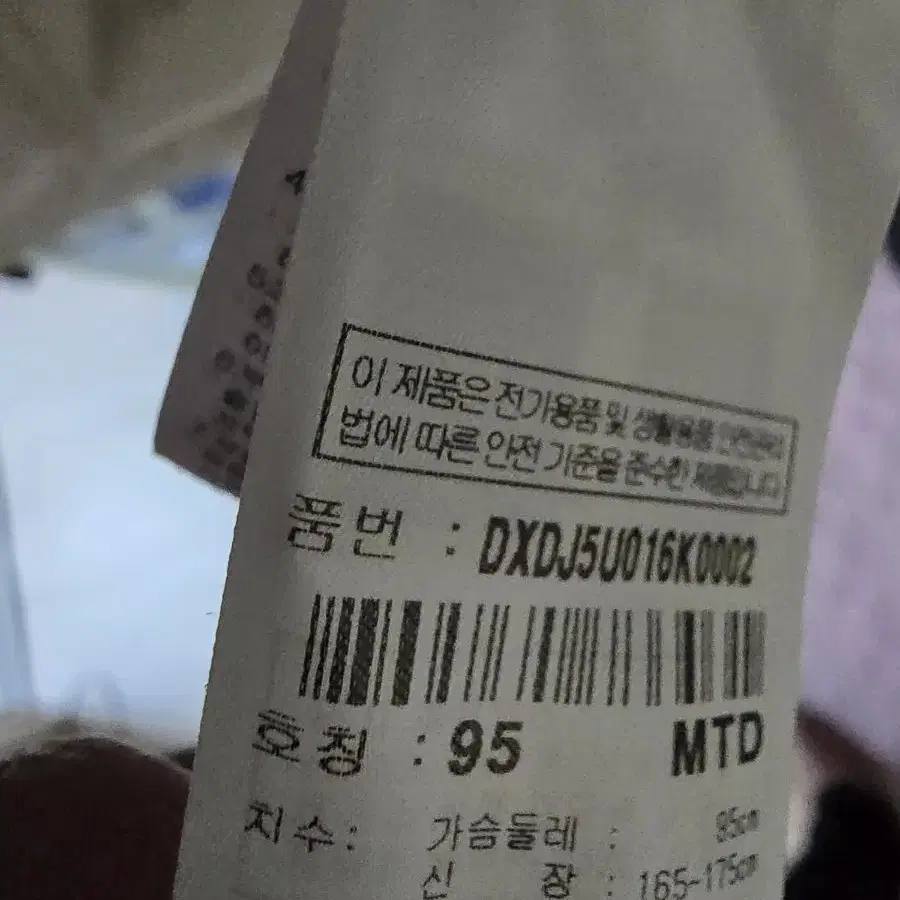 이 제품은 전기용품 및 생활용품 안전관리
법에 따른 안전 기준을 준수한 제품입니다
품번 : DXDJ5U016K0002
호칭 : 95 MTD
치수: 가슴둘레 : 95cm
신 장 : 165-175cm